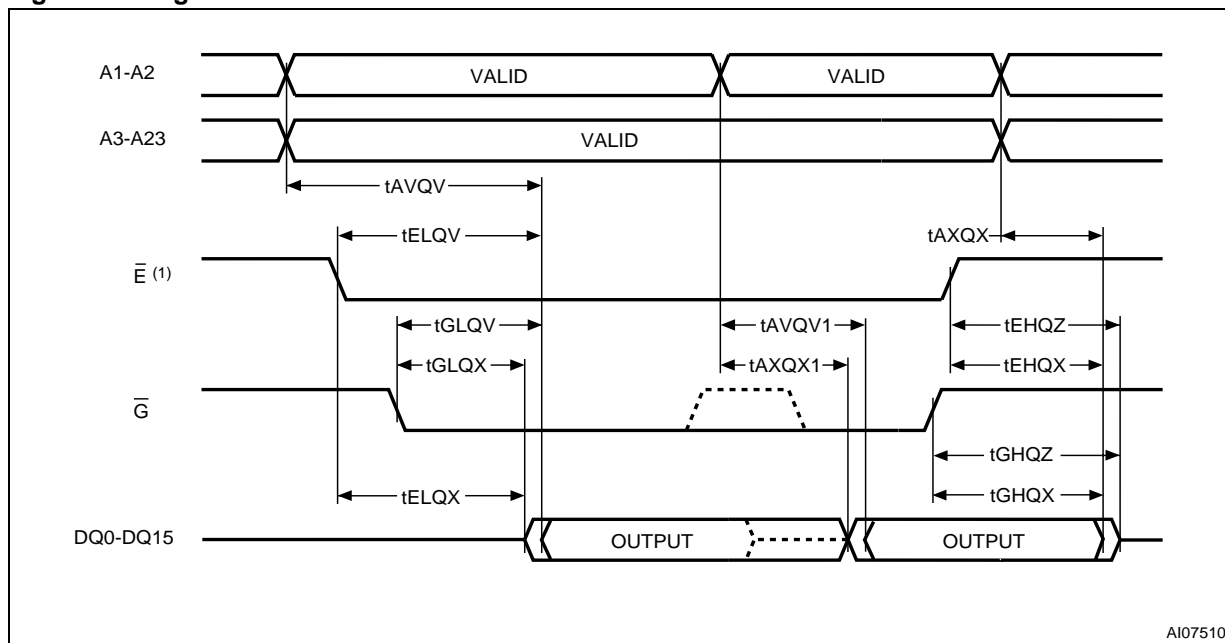 A1-A2
VALID
VALID
A3-A23
VALID
tAVQV
tELQV
tAXQX
E (1)
tGLQV
tAVQV1
tEHQZ
tGLQX
tAXQX1
tEHQX
G
tGHQZ
tELQX
tGHQX
DQ0-DQ15
OUTPUT
OUTPUT
AI07510